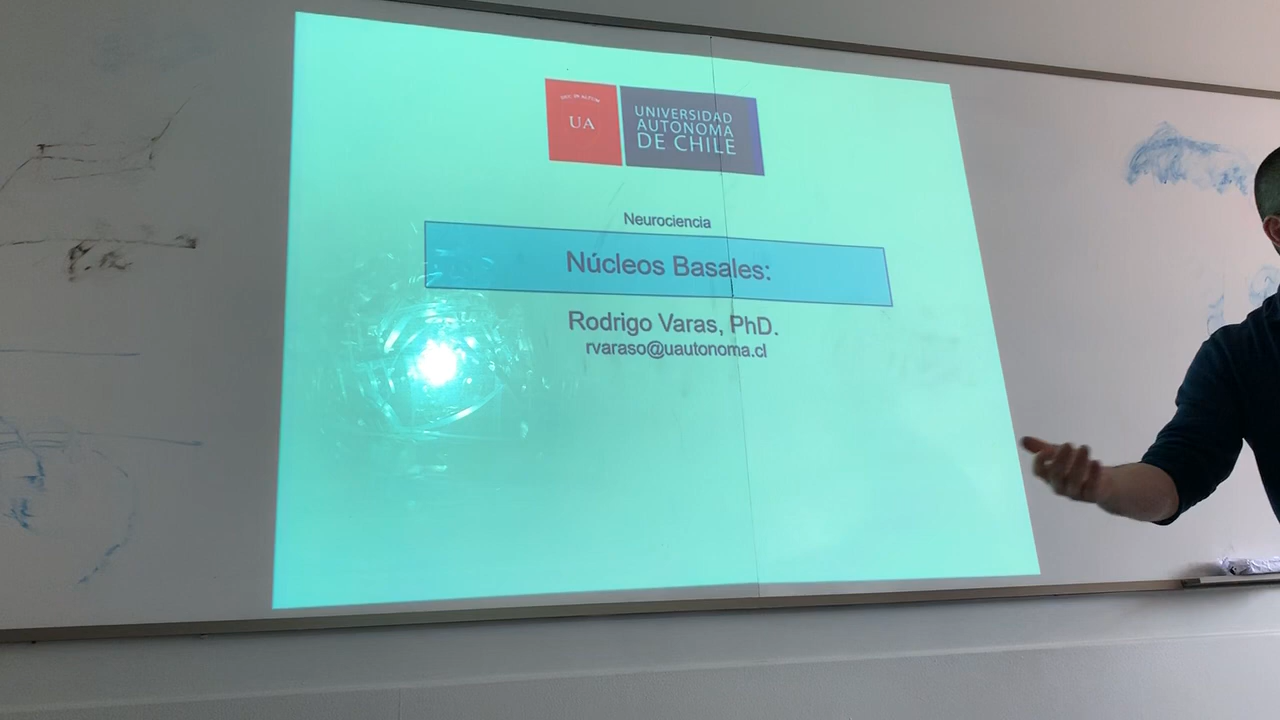 UA
UNIVERSIDAD
AUTONOMA
DE CHILE
Neurociencia
Núcleos Basales:
Rodrigo Varas, PhD.
rvaraso@uautonoma.cl